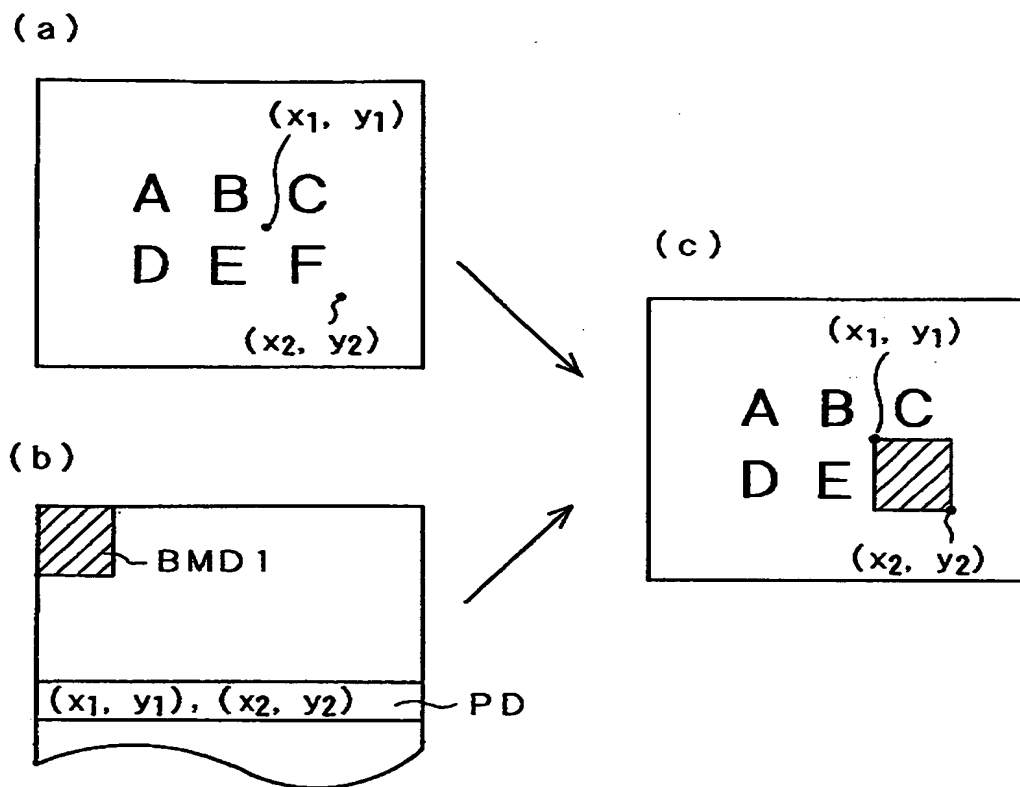 (a)
(x1, y1)
A B C
D E F
(x2, y2)
(b)
BMD1
(x1, y1), (x2, y2)
PD
(c)
(x1, y1)
A B C
D E
(x2, y2)